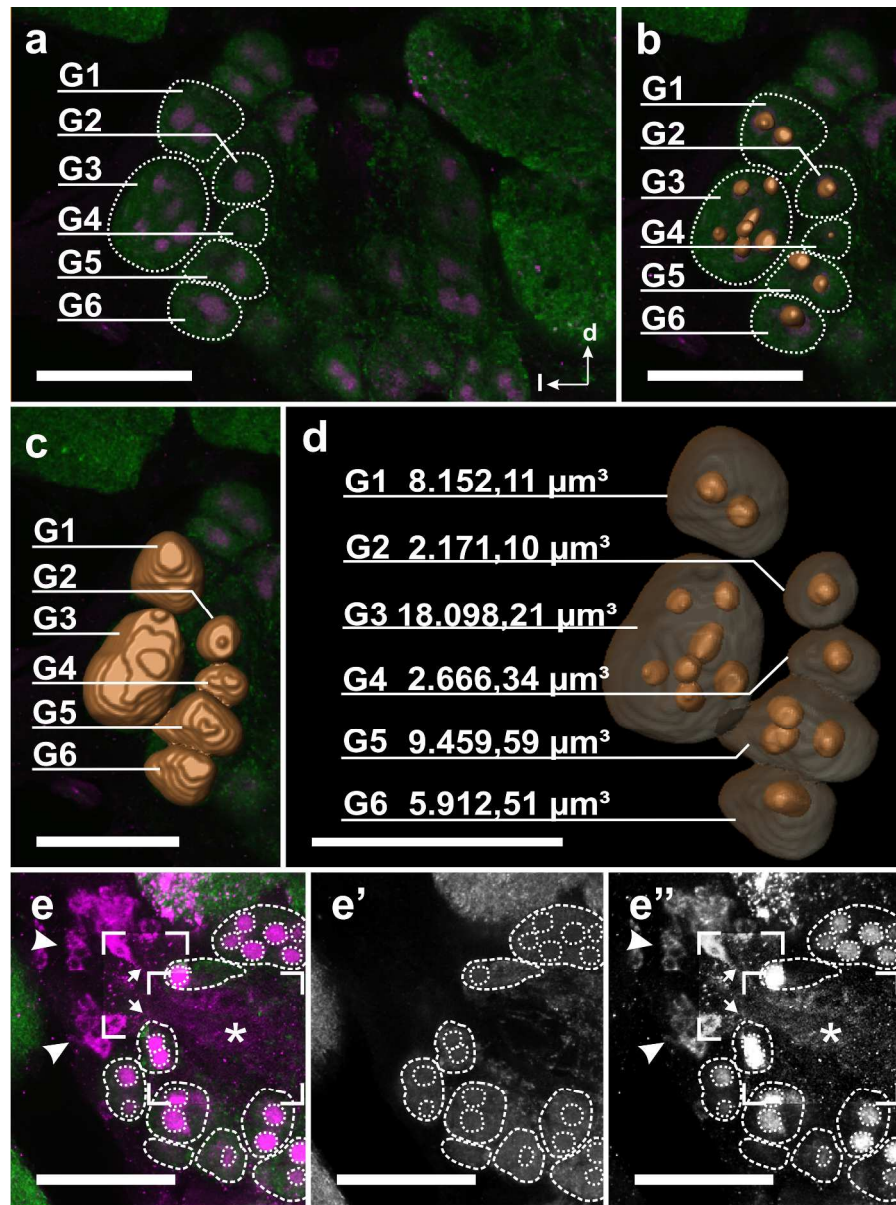 a
G1
G2
G3
G4
G5
G6
d
l
b
G1
G2
G3
G4
G5
G6
c
G1
G2
G3
G4
G5
G6
d
G1 8.152,11 µm³
G2 2.171,10 µm³
G3 18.098,21 µm³
G4 2.666,34 µm³
G5 9.459,59 µm³
G6 5.912,51 µm³
e
*
e'
e''
*